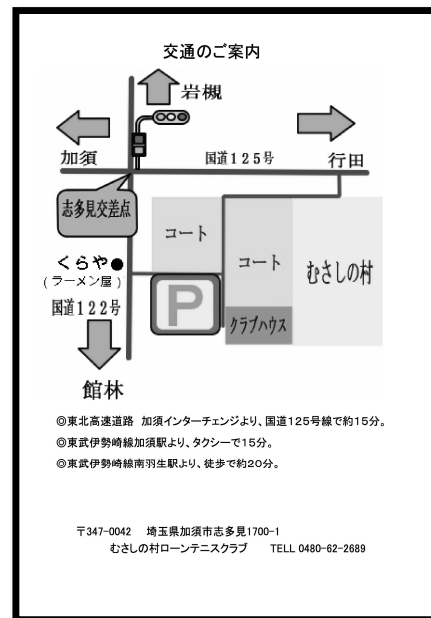 交通のご案内
岩槻
加須
国道125号
行田
志多見交差点
コート
くらや●
(ラーメン屋)
コート
むさしの村
国道122号
P
クラブハウス
館林
◎東北高速道路 加須インターチェンジより、国道125号線で約15分。
◎東武伊勢崎線加須駅より、タクシーで15分。
◎東武伊勢崎線南羽生駅より、徒歩で約20分。
〒347-0042 埼玉県加須市志多見1700-1
むさしの村ローンテニスクラブ TELL 0480-62-2689